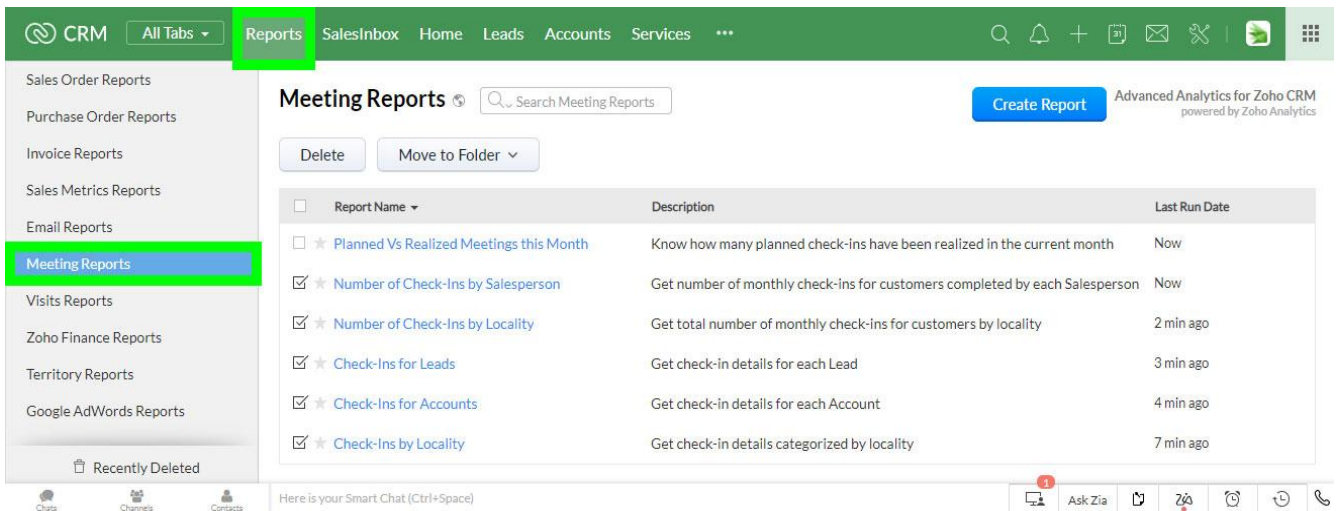 CRM All Tabs Reports SalesInbox Home Leads Accounts Services ••• 31
Sales Order Reports
Purchase Order Reports
Invoice Reports
Sales Metrics Reports
Email Reports
Meeting Reports
Visits Reports
Zoho Finance Reports
Territory Reports
Google AdWords Reports
Recently Deleted
Meeting Reports Search Meeting Reports Create Report Advanced Analytics for Zoho CRM
powered by Zoho Analytics
Delete Move to Folder
Report Name Description Last Run Date
Planned Vs Realized Meetings this Month Know how many planned check-ins have been realized in the current month Now
Number of Check-Ins by Salesperson Get number of monthly check-ins for customers completed by each Salesperson Now
Number of Check-Ins by Locality Get total number of monthly check-ins for customers by locality 2 min ago
Check-Ins for Leads Get check-in details for each Lead 3 min ago
Check-Ins for Accounts Get check-in details for each Account 4 min ago
Check-Ins by Locality Get check-in details categorized by locality 7 min ago
Chats Channels Contacts Here is your Smart Chat (Ctrl+Space) 1 Ask Zia